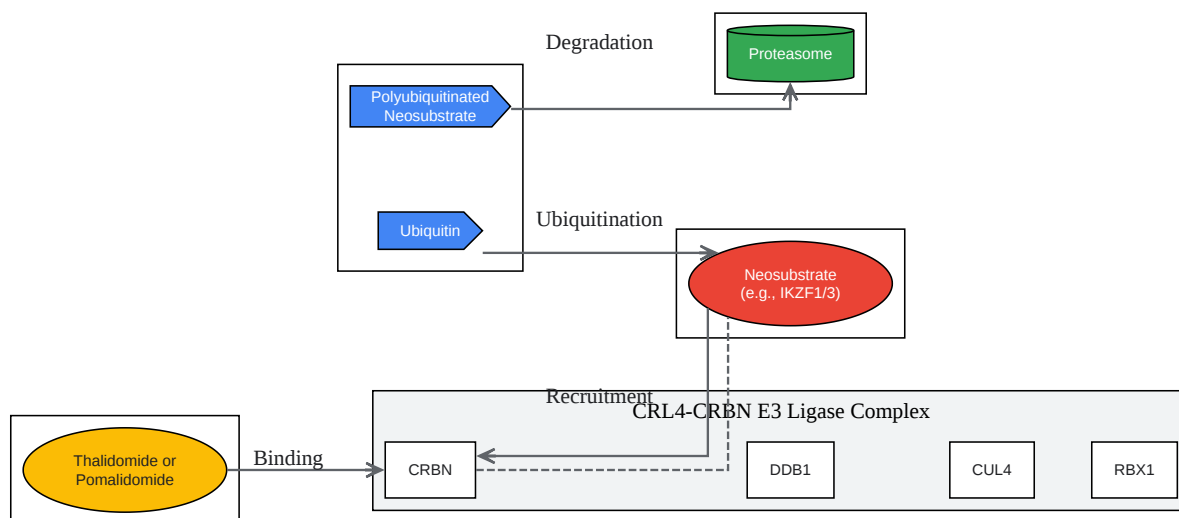 Degradation
Proteasome
Polyubiquitinated
Neosubstrate
Ubiquitination
Ubiquitin
Neosubstrate
(e.g., IKZF1/3)
Recruitment
CRL4-CRBN E3 Ligase Complex
Thalidomide or
Pomalidomide
Binding
CRBN
DDB1
CUL4
RBX1